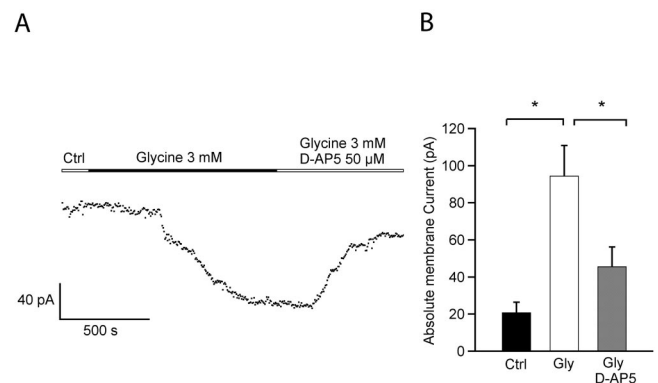 A
Ctrl
Glycine 3 mM
Glycine 3 mM
D-AP5 50 µM
40 pA
500 s
B
*
*
Absolute membrane Current (pA)
120
100
80
60
40
20
0
Ctrl
Gly
Gly
D-AP5